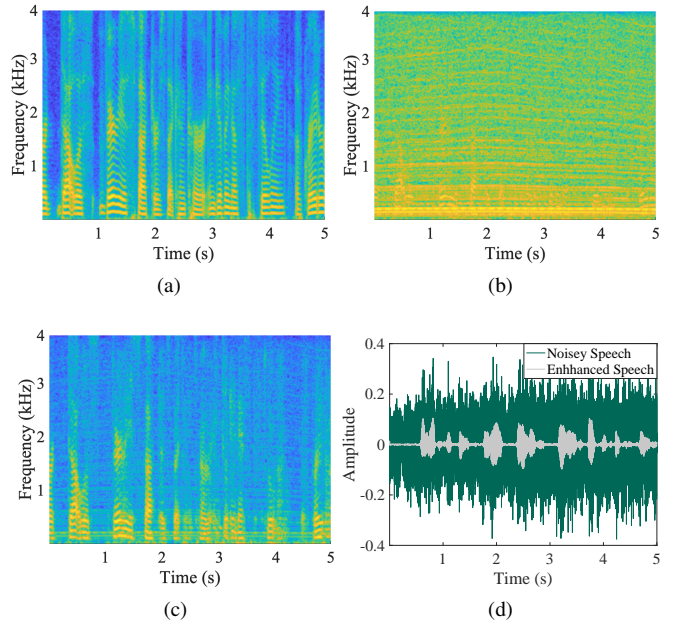 4
3
2
1
Frequency (kHz)
1 2 3 4 5
Time (s)
(a)
4
3
2
1
Frequency (kHz)
1 2 3 4 5
Time (s)
(b)
4
3
2
1
Frequency (kHz)
1 2 3 4 5
Time (s)
(c)
0.4
0.2
0
-0.2
-0.4
Amplitude
Noisey Speech
Enhhanced Speech
1 2 3 4 5
Time (s)
(d)